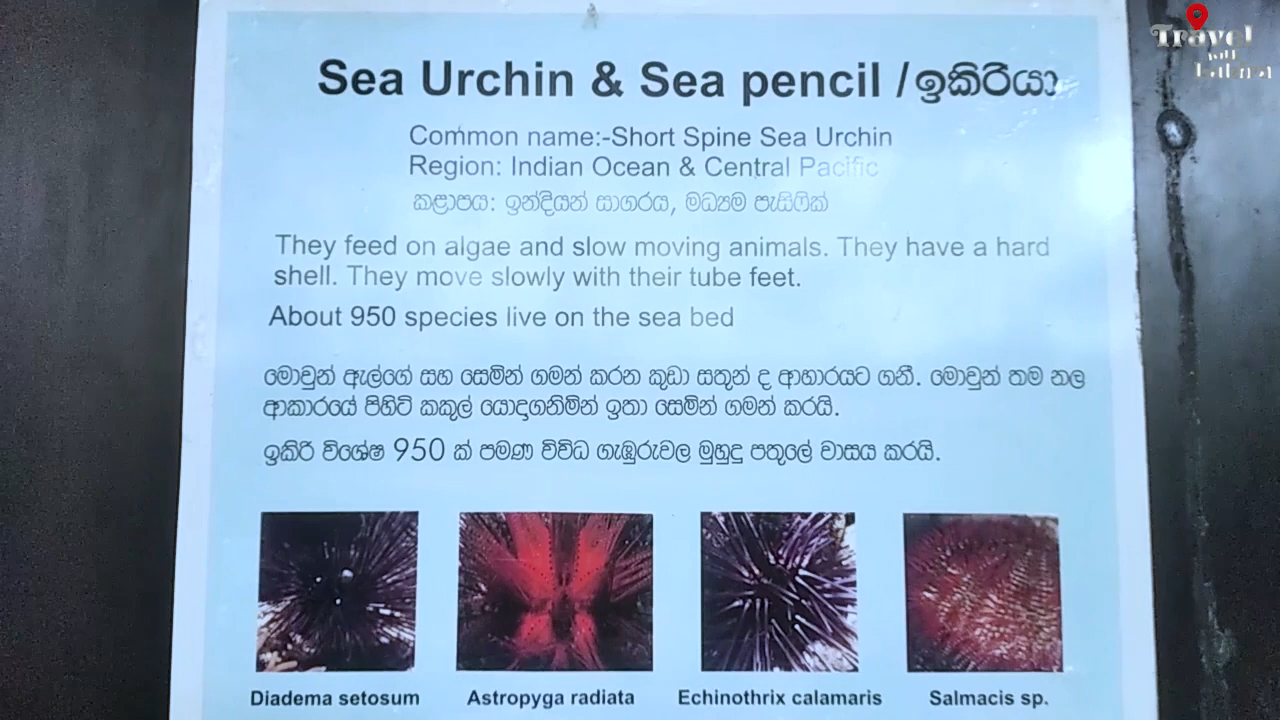 Travel
with
Sea Urchin & Sea pencil / ඉකිරියා
Common name:-Short Spine Sea Urchin
Region: Indian Ocean & Central Pacific
කළාපය: ඉන්දියන් සාගරය, මධ්‍යම පැසිෆික්
They feed on algae and slow moving animals. They have a hard
shell. They move slowly with their tube feet.
About 950 species live on the sea bed
මොවුන් ඇල්ගේ සහ සෙමින් ගමන් කරන කුඩා සතුන් ද ආහාරයට ගනී. මොවුන් තම නල
ආකාරයේ පිහිටි කකුල් යොදාගනිමින් ඉතා සෙමින් ගමන් කරයි.
ඉකිරි විශේෂ 950 ක් පමණ විවිධ ගැඹුරුවල මුහුදු පතුලේ වාසය කරයි.
Diadema setosum
Astropyga radiata
Echinothrix calamaris
Salmacis sp.